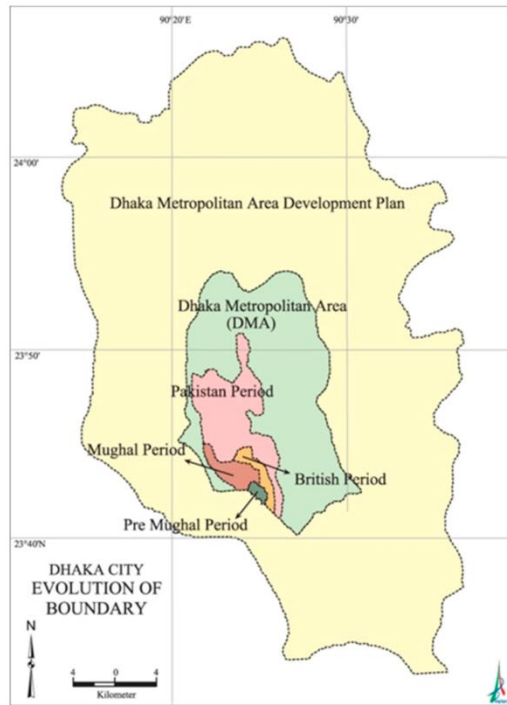 90°20'E
90°30'
24°00'
Dhaka Metropolitan Area Development Plan
Dhaka Metropolitan Area
(DMA)
23°50'
Pakistan Period
Mughal Period
British Period
Pre Mughal Period
23°40N
DHAKA CITY
EVOLUTION OF
BOUNDARY
N
4 0 4
Kilometer